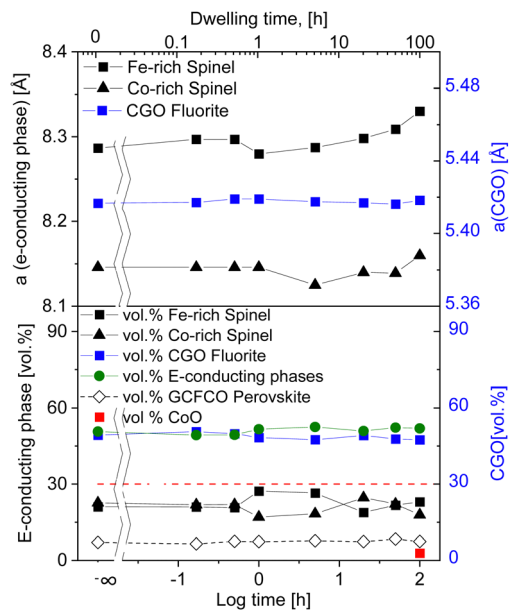 Dwelling time, [h]
0 0.1 1 10 100
8.4
8.3
8.2
8.1
a (e-conducting phase) [Å]
Fe-rich Spinel
Co-rich Spinel
CGO Fluorite
5.48
5.44
5.40
5.36
a(CGO) [Å]
vol.% Fe-rich Spinel
vol.% Co-rich Spinel
vol.% CGO Fluorite
vol.% E-conducting phases
vol.% GCFCO Perovskite
vol % CoO
90
60
30
0
E-conducting phase [vol.%]
90
60
30
0
CGO[vol.%]
-∞ -1 0 1 2
Log time [h]